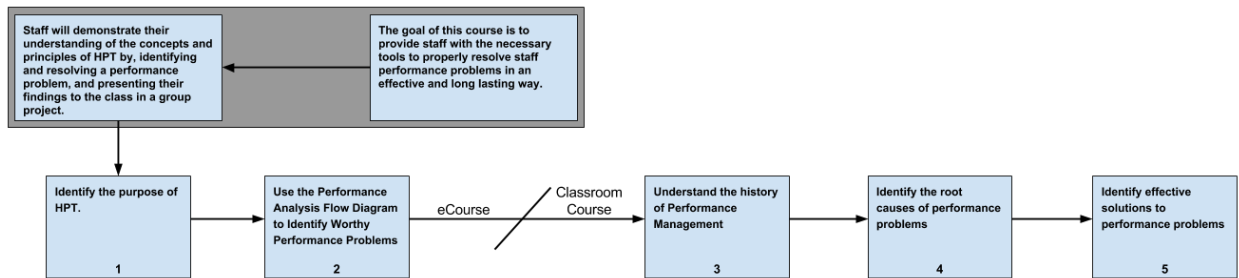 Staff will demonstrate their
understanding of the concepts and
principles of HPT by, identifying
and resolving a performance
problem, and presenting their
findings to the class in a group
project.
The goal of this course is to
provide staff with the necessary
tools to properly resolve staff
performance problems in an
effective and long lasting way.
Identify the purpose of
HPT.
1
Use the Performance
Analysis Flow Diagram
to Identify Worthy
Performance Problems
2
eCourse
Classroom
Course
Understand the history
of Performance
Management
3
Identify the root
causes of performance
problems
4
Identify effective
solutions to
performance problems
5